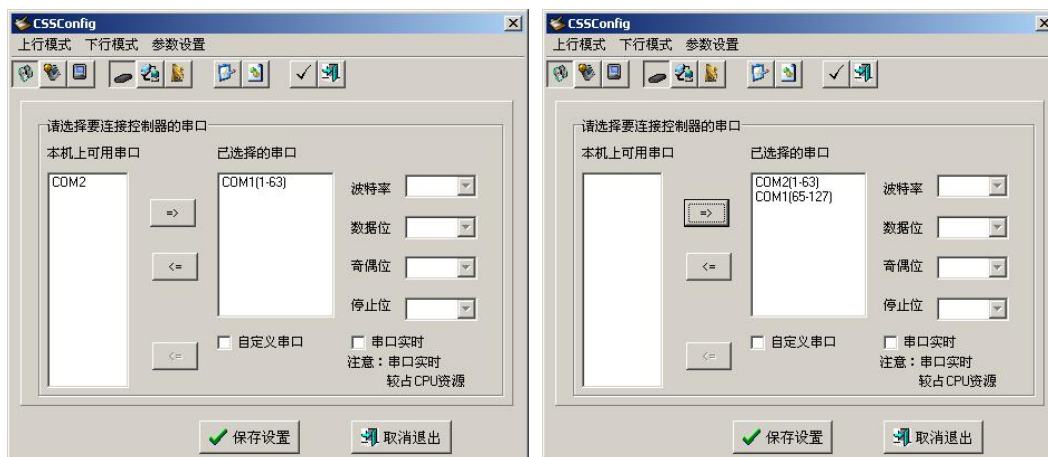 CSSConfig
上行模式 下行模式 参数设置
请选择要连接控制器的串口
本机上可用串口 已选择的串口
COM2
COM1(1-63)
=>
<=
<=
波特率
数据位
奇偶位
停止位
自定义串口
串口实时
注意：串口实时
较占CPU资源
保存设置 取消退出
CSSConfig
上行模式 下行模式 参数设置
请选择要连接控制器的串口
本机上可用串口 已选择的串口
COM2(1-63)
COM1(65-127)
=>
<=
<=
波特率
数据位
奇偶位
停止位
自定义串口
串口实时
注意：串口实时
较占CPU资源
保存设置 取消退出